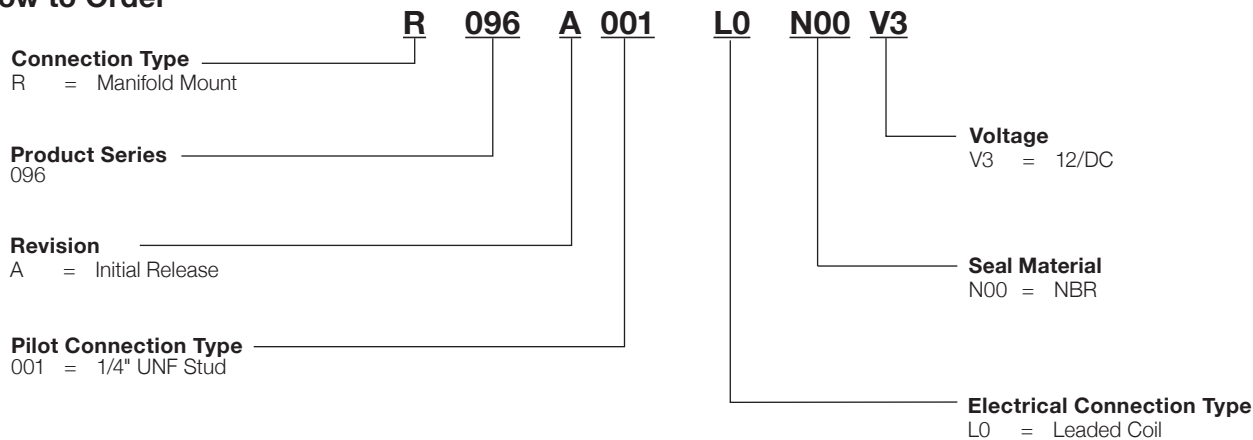 to Order
R 096 A 001 L0 N00 V3
Connection Type
R = Manifold Mount
Product Series
096
Revision
A = Initial Release
Pilot Connection Type
001 = 1/4" UNF Stud
Voltage
V3 = 12/DC
Seal Material
N00 = NBR
Electrical Connection Type
L0 = Leaded Coil